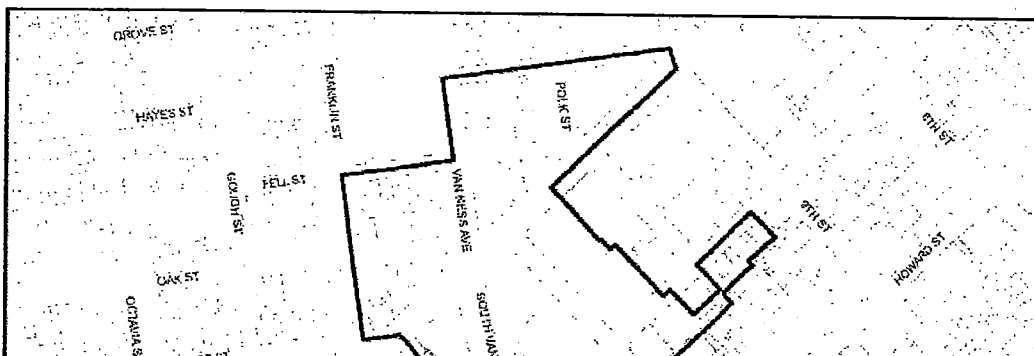 GROVE ST
FRANKLIN ST
POLK ST
HAYES ST
8TH ST
GOUGH ST
FELL ST
VAN NESS AVE
9TH ST
HOWARD ST
OAK ST
OCTAVIA S
SOUTH VAN